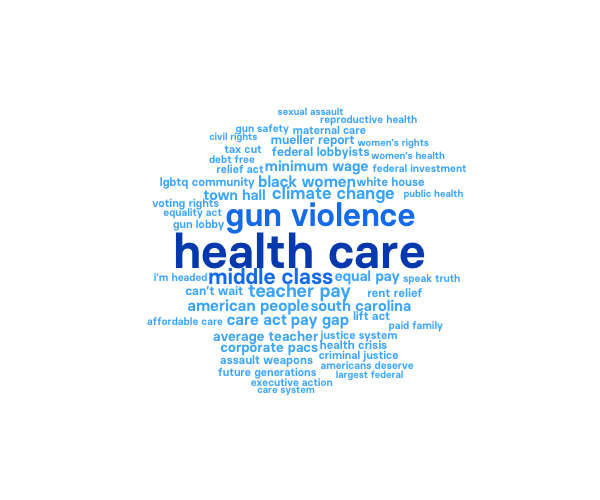 sexual assault
reproductive health
gun safety maternal care
civil rights mueller report women's rights
tax cut federal lobbyists women's health
debt free minimum wage federal investment
relief act
lgbtq community black women white house
town hall climate change public health
voting rights
equality act gun violence
gun lobby
health care
i'm headed middle class equal pay speak truth
can't wait teacher pay rent relief
american people south carolina
affordable care care act pay gap lift act
paid family
average teacher justice system
corporate pacs health crisis
assault weapons criminal justice
americans deserve
future generations largest federal
executive action
care system